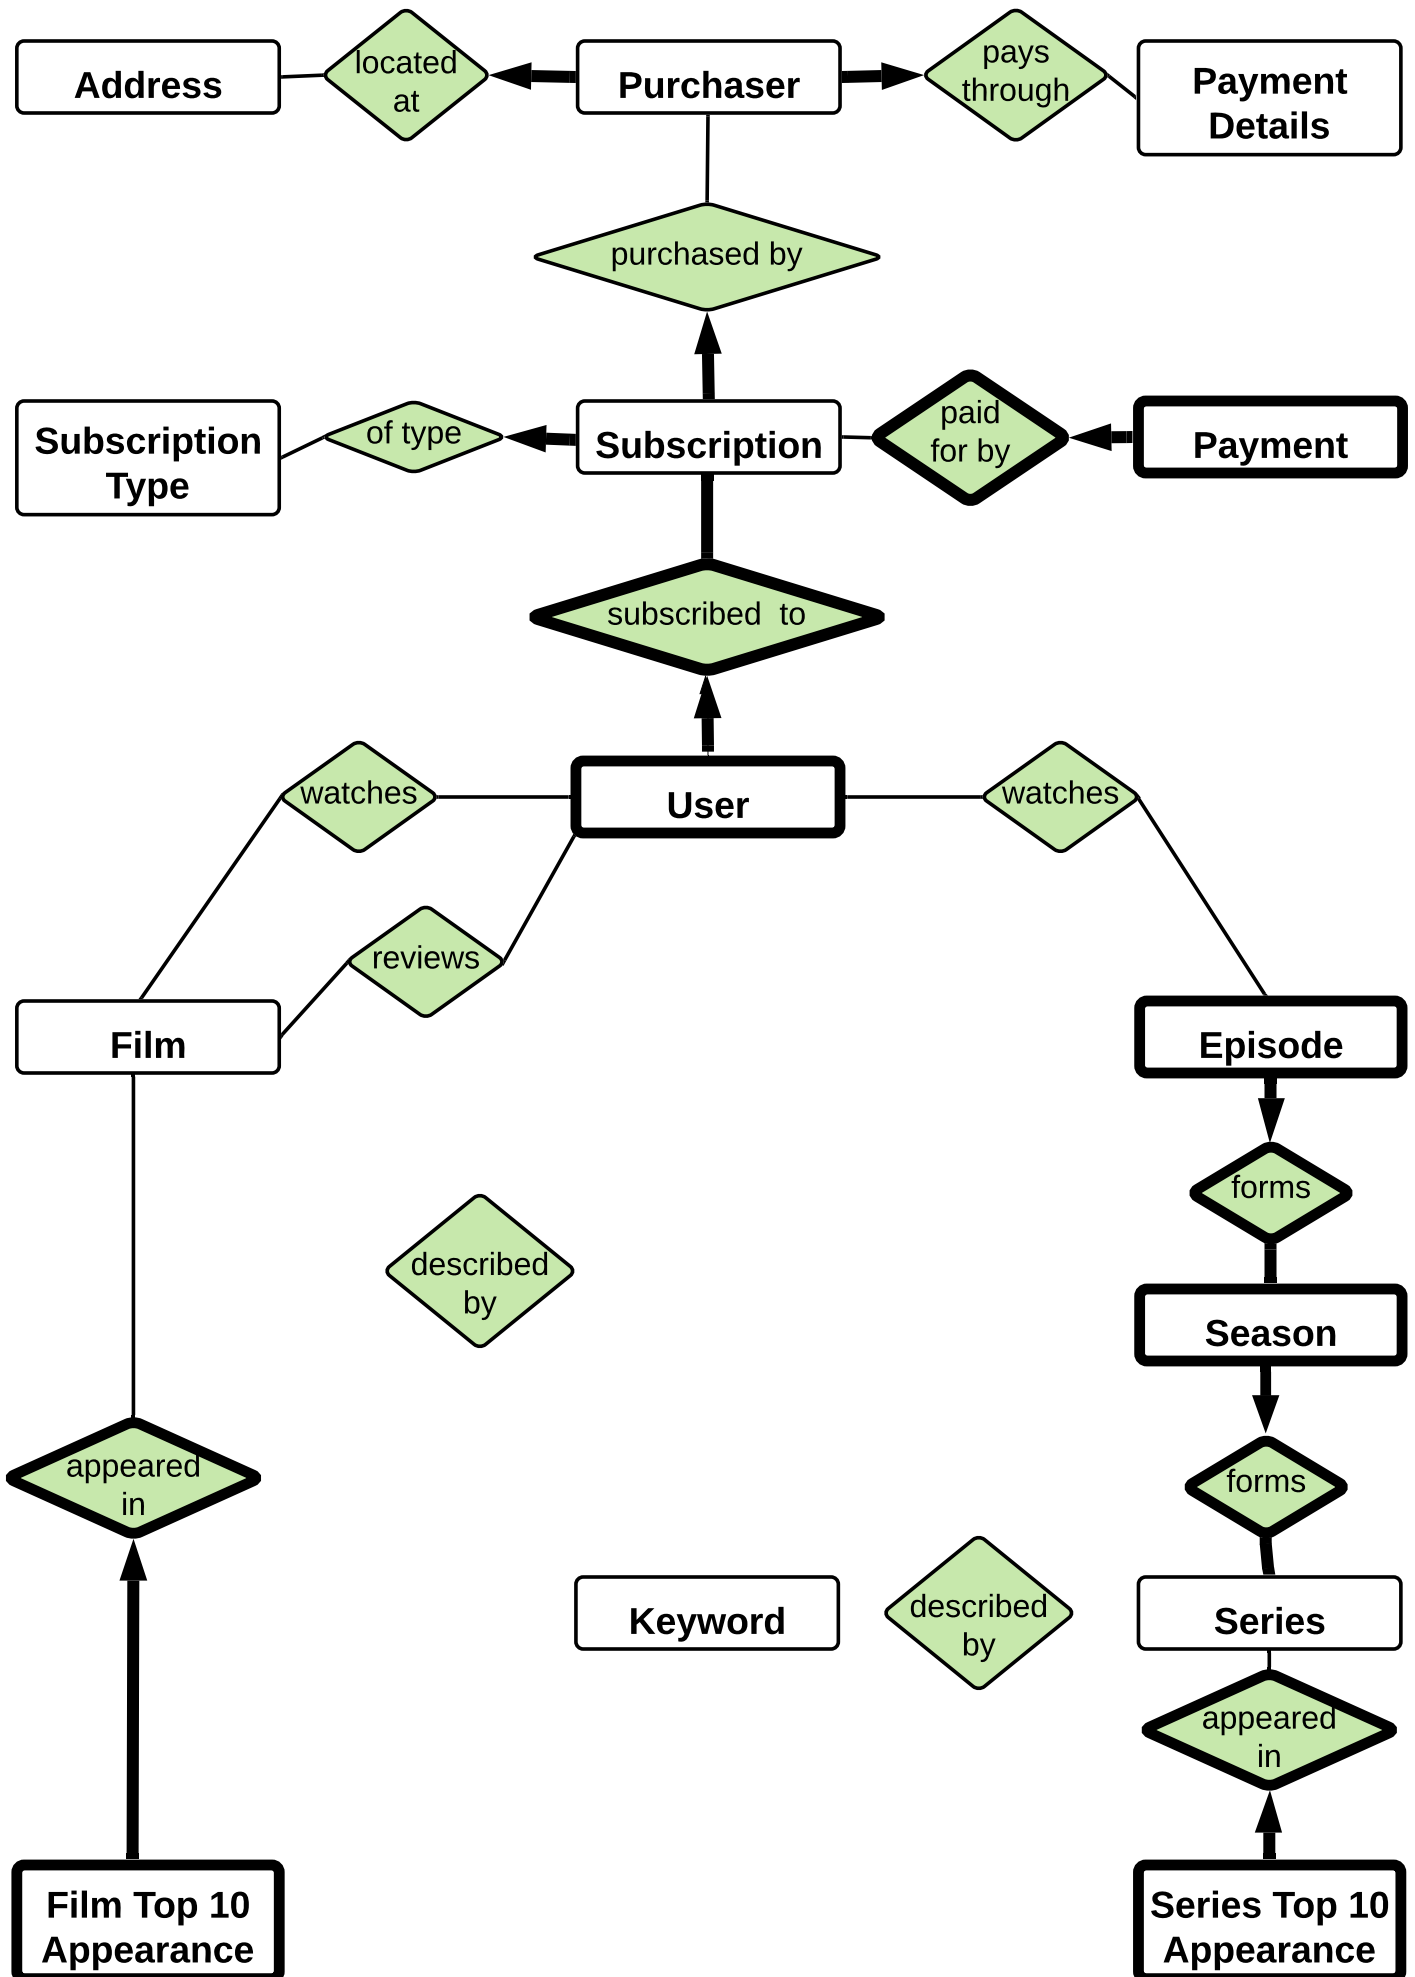 Address
located
at
Purchaser
pays
through
Payment
Details
purchased by
Subscription
Type
of type
Subscription
paid
for by
Payment
subscribed  to
watches
User
watches
reviews
Film
Episode
forms
described
by
Season
appeared
in
forms
Keyword
described
by
Series
appeared
in
Film Top 10
Appearance
Series Top 10
Appearance